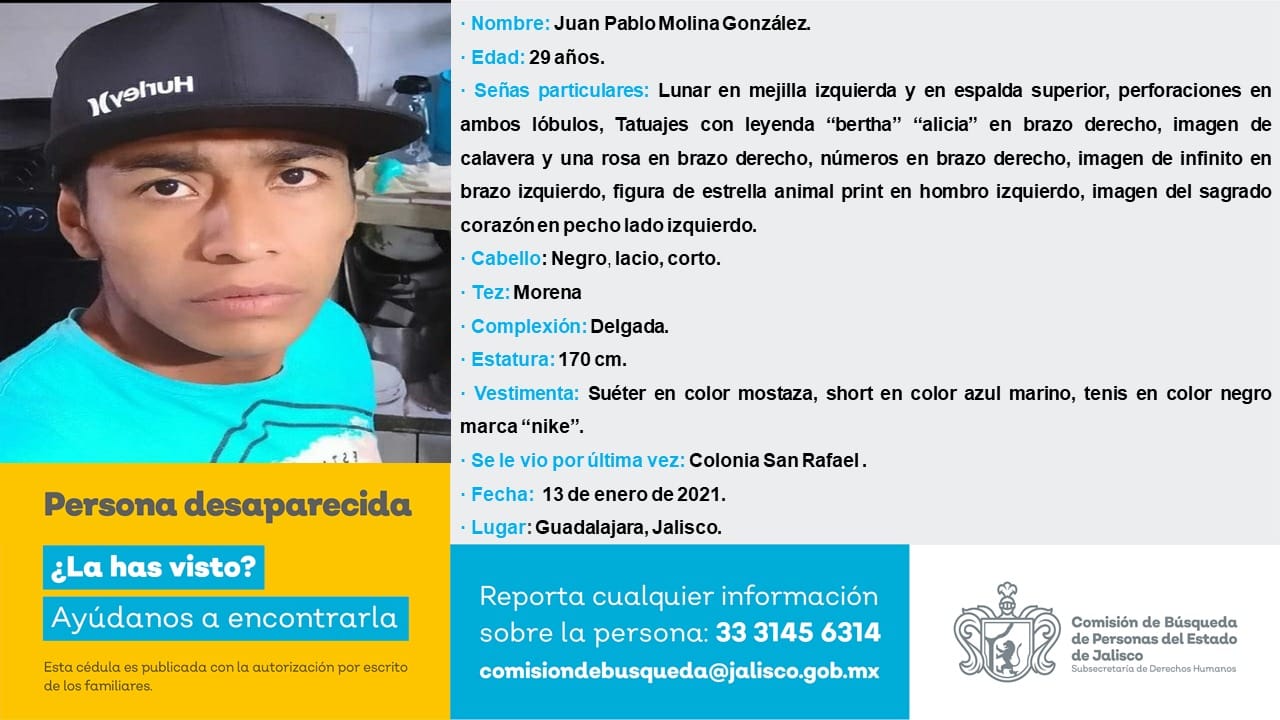 Hurley
· Nombre: Juan Pablo Molina González.
· Edad: 29 años.
· Señas particulares: Lunar en mejilla izquierda y en espalda superior, perforaciones en
ambos lóbulos, Tatuajes con leyenda “bertha” “alicia” en brazo derecho, imagen de
calavera y una rosa en brazo derecho, números en brazo derecho, imagen de infinito en
brazo izquierdo, figura de estrella animal print en hombro izquierdo, imagen del sagrado
corazón en pecho lado izquierdo.
· Cabello: Negro, lacio, corto.
· Tez: Morena
· Complexión: Delgada.
· Estatura: 170 cm.
· Vestimenta: Suéter en color mostaza, short en color azul marino, tenis en color negro
marca “nike”.
· Se le vio por última vez: Colonia San Rafael .
· Fecha: 13 de enero de 2021.
· Lugar: Guadalajara, Jalisco.
Persona desaparecida
¿La has visto?
Ayúdanos a encontrarla
Esta cédula es publicada con la autorización por escrito
de los familiares.
Reporta cualquier información
sobre la persona: 33 3145 6314
comisiondebusqueda@jalisco.gob.mx
Comisión de Búsqueda
de Personas del Estado
de Jalisco
Subsecretaría de Derechos Humanos